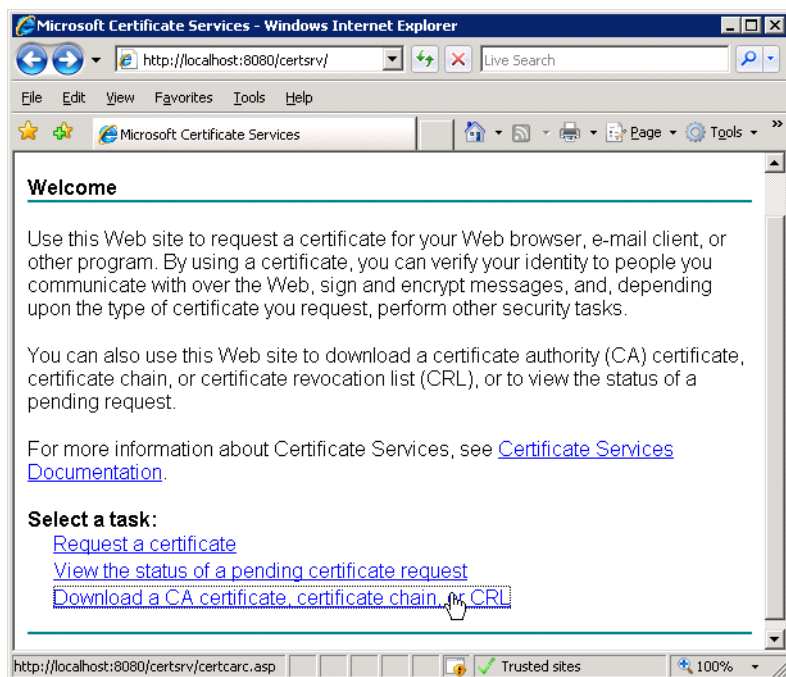 Microsoft Certificate Services - Windows Internet Explorer
http://localhost:8080/certsrv/ Live Search
File Edit View Favorites Tools Help
Microsoft Certificate Services Page Tools »
Welcome
Use this Web site to request a certificate for your Web browser, e-mail client, or
other program. By using a certificate, you can verify your identity to people you
communicate with over the Web, sign and encrypt messages, and, depending
upon the type of certificate you request, perform other security tasks.
You can also use this Web site to download a certificate authority (CA) certificate,
certificate chain, or certificate revocation list (CRL), or to view the status of a
pending request.
For more information about Certificate Services, see Certificate Services
Documentation.
Select a task:
Request a certificate
View the status of a pending certificate request
Download a CA certificate, certificate chain, or CRL
http://localhost:8080/certsrv/certcarc.asp Trusted sites 100%